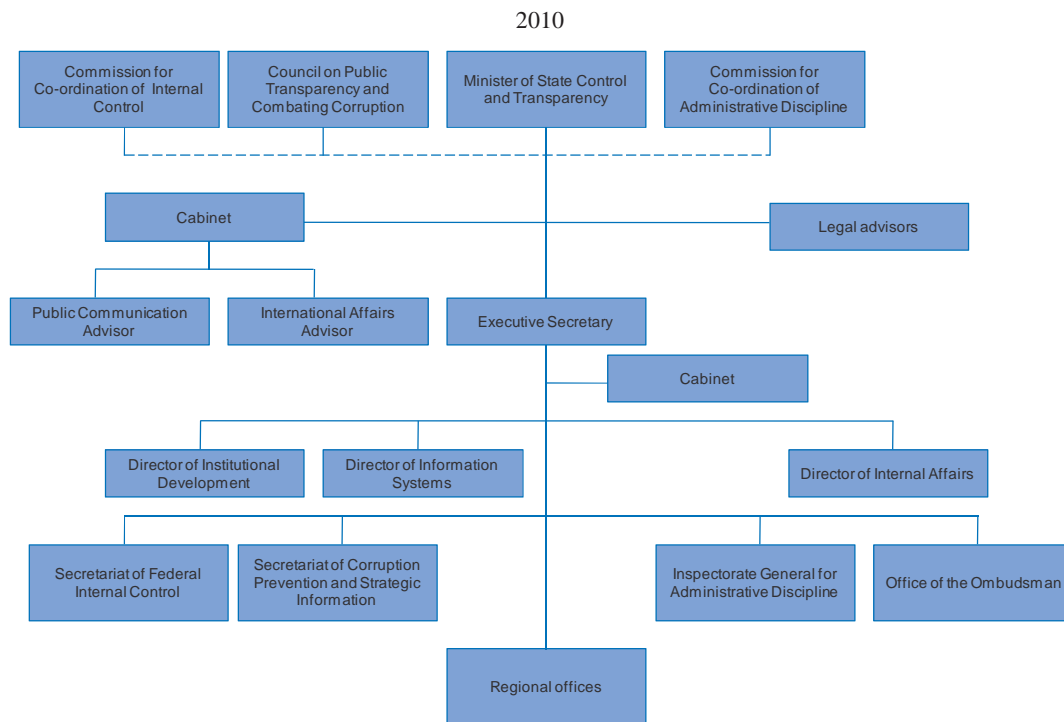 2010
Commission for
Co-ordination of Internal
Control
Council on Public
Transparency and
Combating Corruption
Minister of State Control
and Transparency
Commission for
Co-ordination of
Administrative Discipline
Cabinet
Legal advisors
Public Communication
Advisor
International Affairs
Advisor
Executive Secretary
Cabinet
Director of Institutional
Development
Director of Information
Systems
Director of Internal Affairs
Secretariat of Federal
Internal Control
Secretariat of Corruption
Prevention and Strategic
Information
Inspectorate General for
Administrative Discipline
Office of the Ombudsman
Regional offices